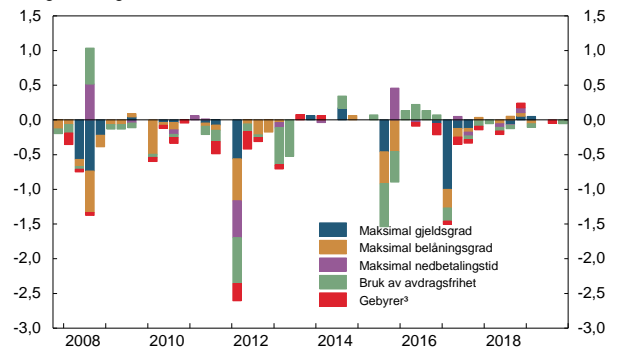 1,5 1,5
1,0 1,0
0,5 0,5
0,0 0,0
-0,5 -0,5
-1,0 -1,0
-1,5 -1,5
Maksimal gjeldsgrad
Maksimal belåningsgrad
-2,0 -2,0
Maksimal nedbetalingstid
Bruk av avdragsfrihet
-2,5 -2,5
Gebyrer³
-3,0 -3,0
2008 2010 2012 2014 2016 2018